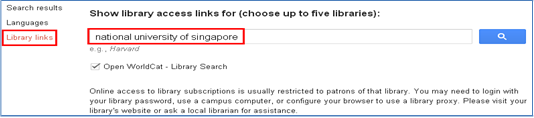 Search results
Languages
Library links
Show library access links for (choose up to five libraries):
national university of singapore
e.g., Harvard
Open WorldCat - Library Search
Online access to library subscriptions is usually restricted to patrons of that library. You may need to login with
your library password, use a campus computer, or configure your browser to use a library proxy. Please visit your
library's website or ask a local librarian for assistance.